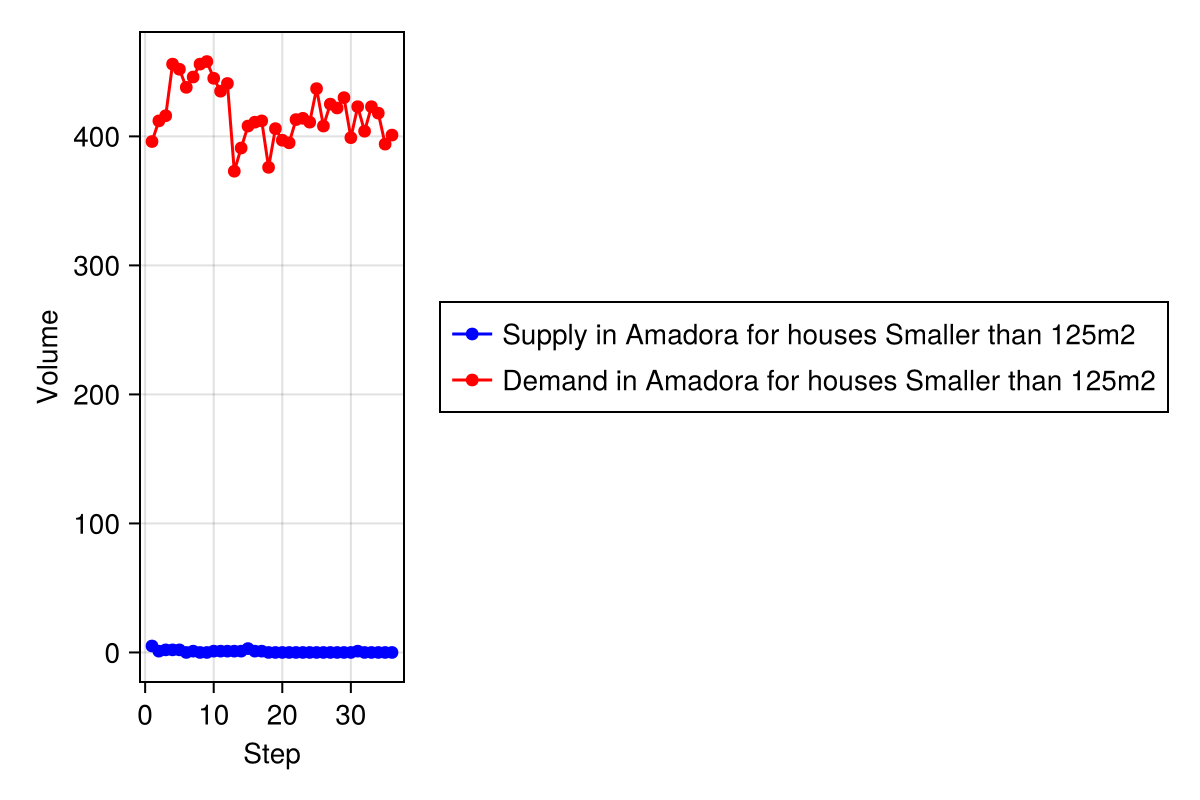 Volume
400
300
200
100
0
0 10 20 30
Step
Supply in Amadora for houses Smaller than 125m2
Demand in Amadora for houses Smaller than 125m2